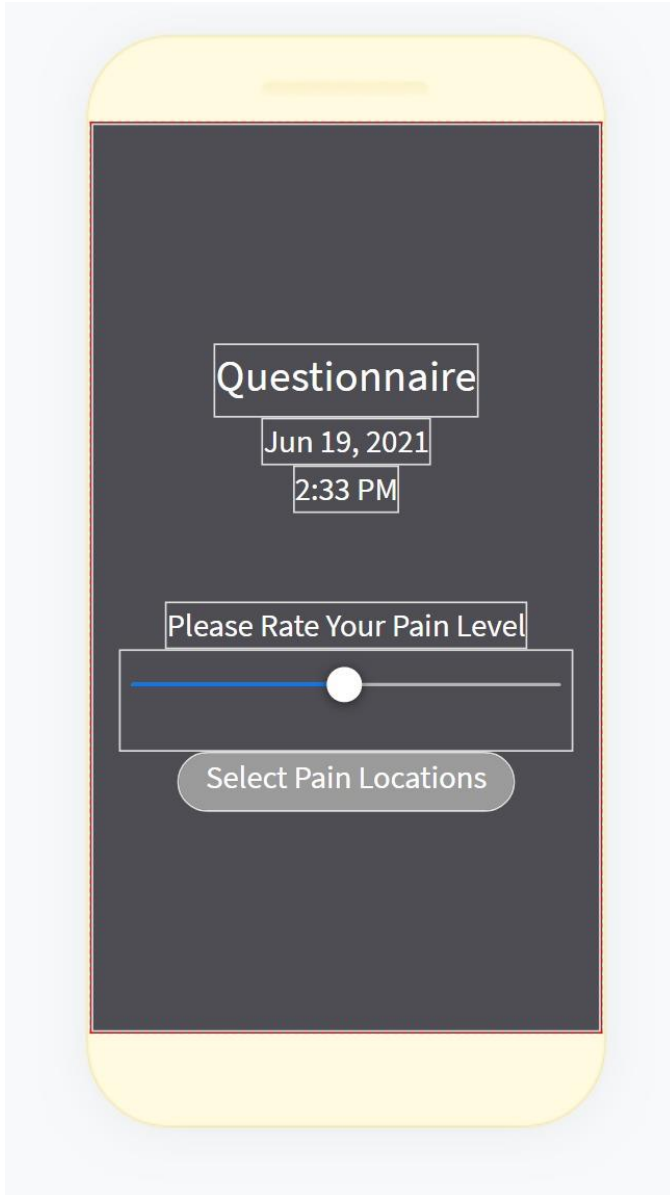 Questionnaire
Jun 19, 2021
2:33 PM
Please Rate Your Pain Level
Select Pain Locations